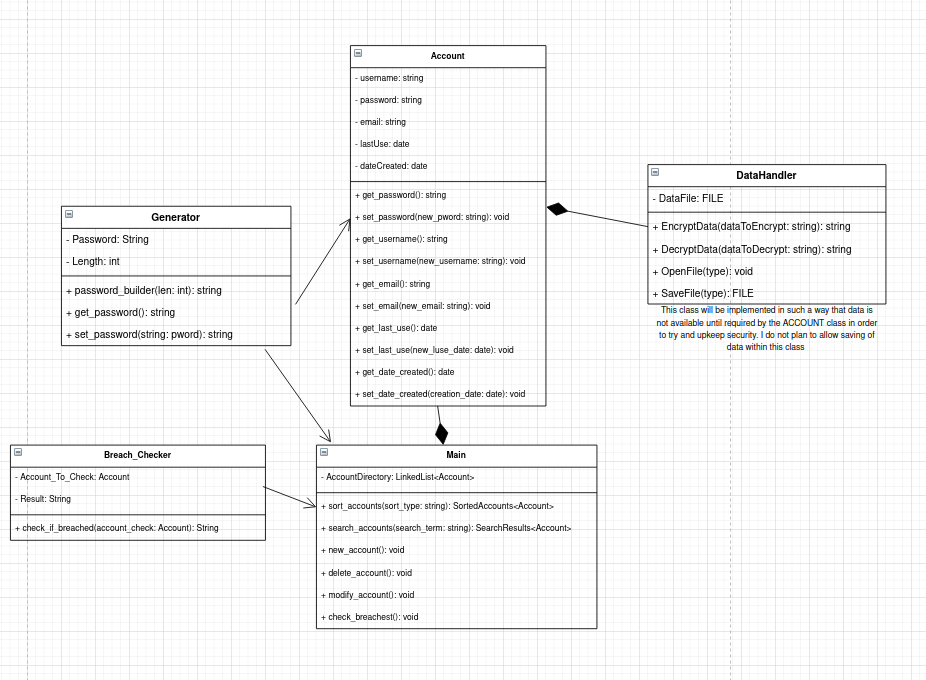 Account
- username: string
- password: string
- email: string
- lastUse: date
- dateCreated: date
+ get_password(): string
+ set_password(new_pword: string): void
+ get_username(): string
+ set_username(new_username: string): void
+ get_email(): string
+ set_email(new_email: string): void
+ get_last_use(): date
+ set_last_use(new_luse_date: date): void
+ get_date_created(): date
+ set_date_created(creation_date: date): void
DataHandler
- DataFile: FILE
+ EncryptData(dataToEncrypt: string): string
+ DecryptData(dataToDecrypt: string): string
+ OpenFile(type): void
+ SaveFile(type): FILE
This class will be implemented in such a way that data is
not available until required by the ACCOUNT class in order
to try and upkeep security. I do not plan to allow saving of
data within this class
Generator
- Password: String
- Length: int
+ password_builder(len: int): string
+ get_password(): string
+ set_password(string: pword): string
Breach_Checker
- Account_To_Check: Account
- Result: String
+ check_if_breached(account_check: Account): String
Main
- AccountDirectory: LinkedList<Account>
+ sort_accounts(sort_type: string): SortedAccounts<Account>
+ search_accounts(search_term: string): SearchResults<Account>
+ new_account(): void
+ delete_account(): void
+ modify_account(): void
+ check_breachest(): void